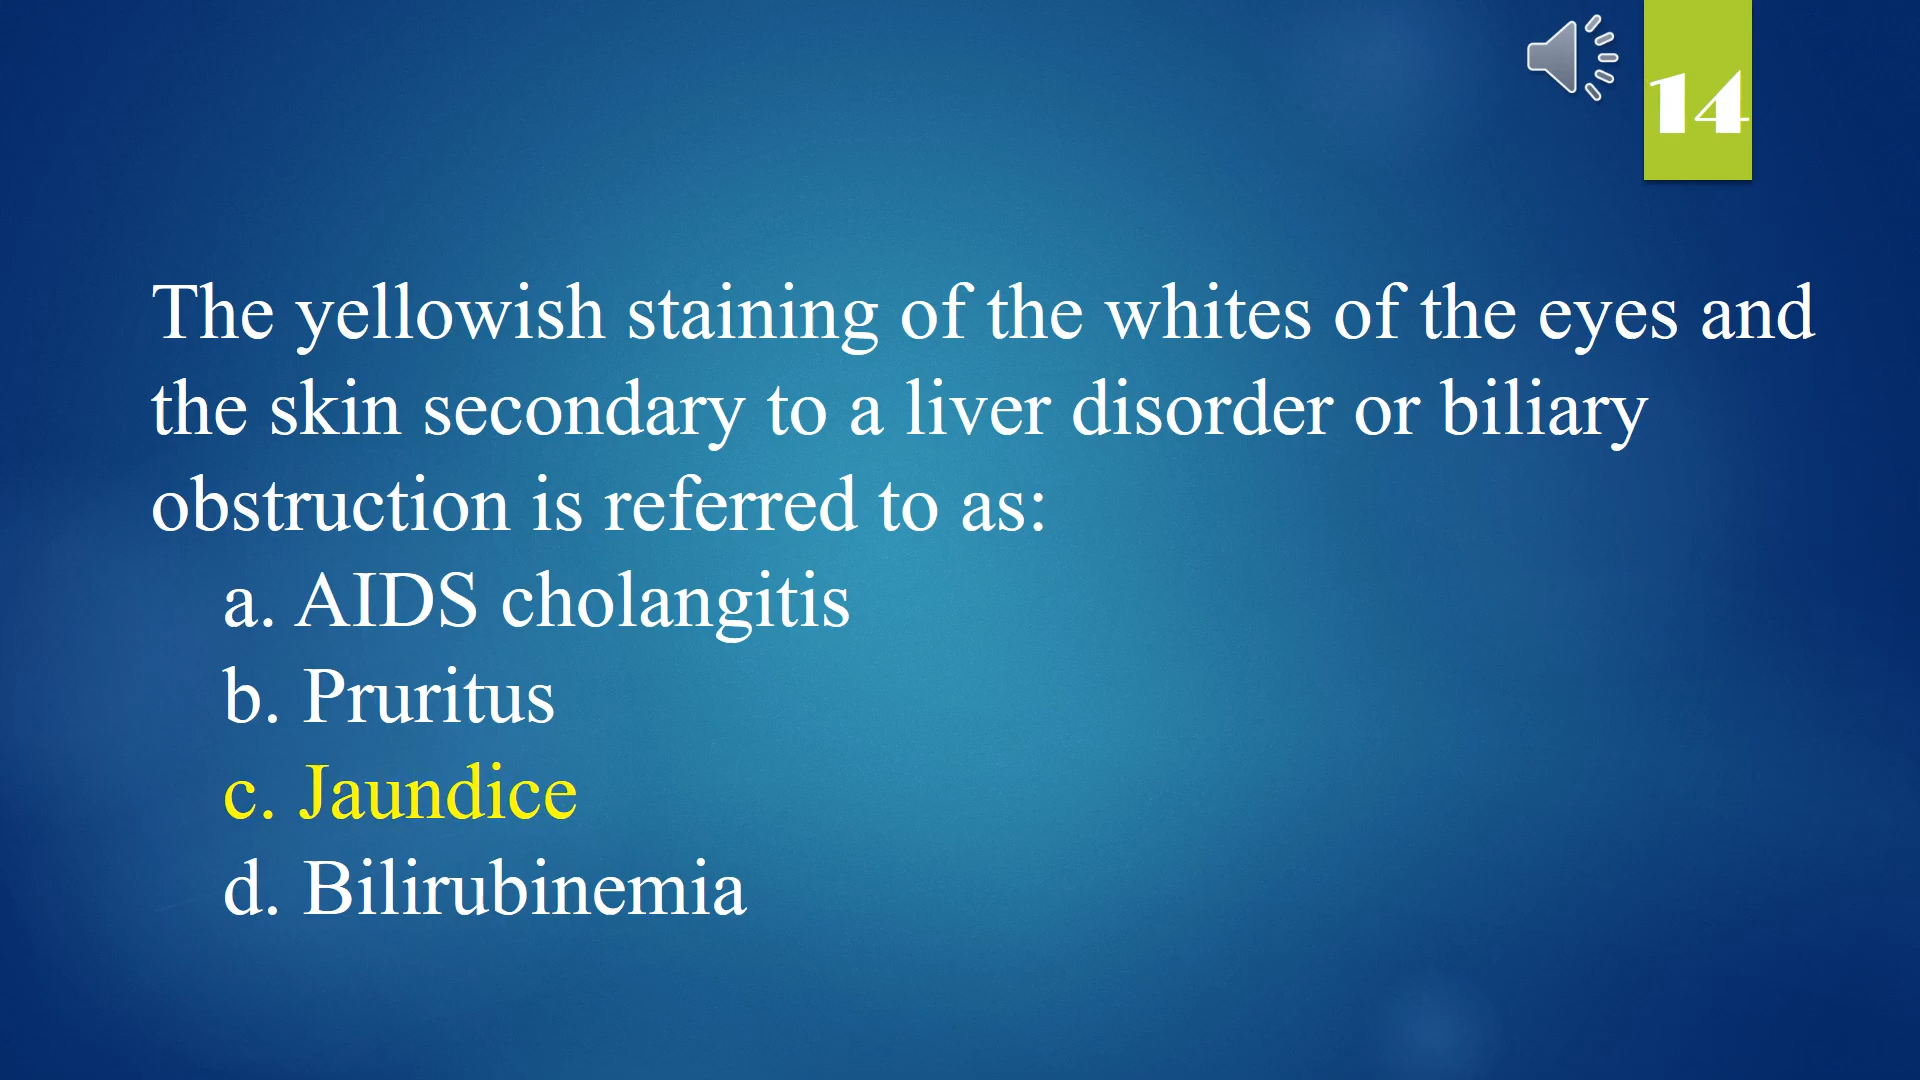 14
The yellowish staining of the whites of the eyes and
the skin secondary to a liver disorder or biliary
obstruction is referred to as:
a. AIDS cholangitis
b. Pruritus
c. Jaundice
d. Bilirubinemia